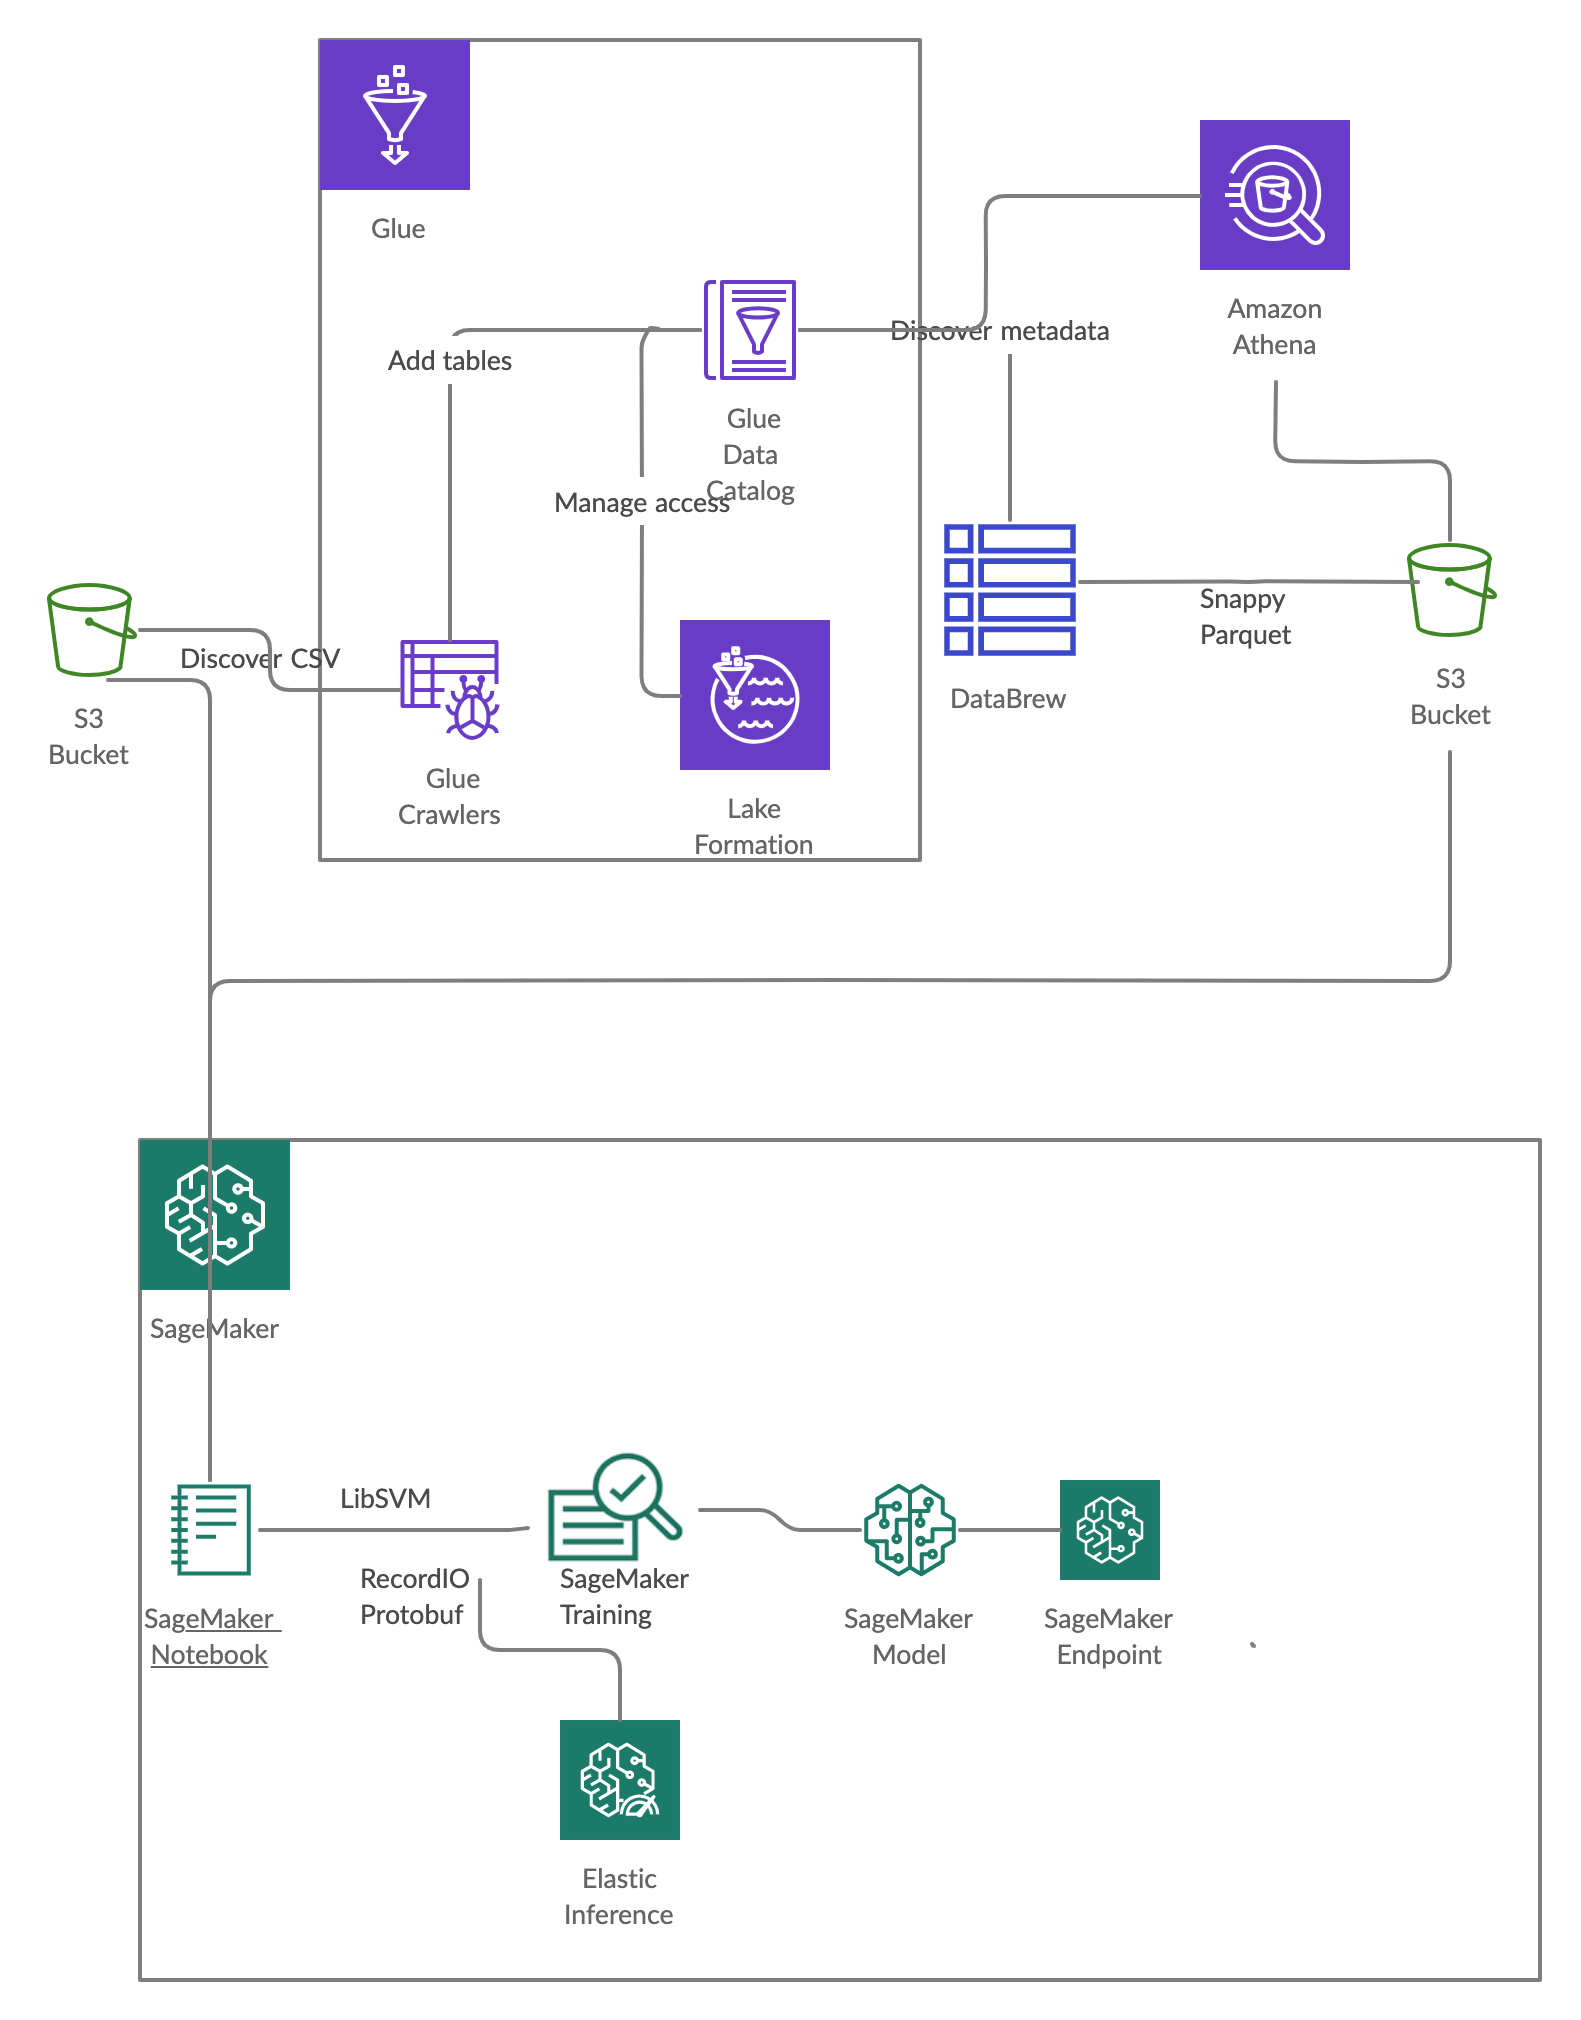 Glue
Amazon
Athena
Discover metadata
Add tables
Glue
Data
Catalog
Manage access
Snappy
Parquet
Discover CSV
S3
Bucket
DataBrew
S3
Bucket
Glue
Crawlers
Lake
Formation
SageMaker
LibSVM
RecordIO
Protobuf
SageMaker
Training
SageMaker
Notebook
SageMaker
Model
SageMaker
Endpoint
Elastic
Inference